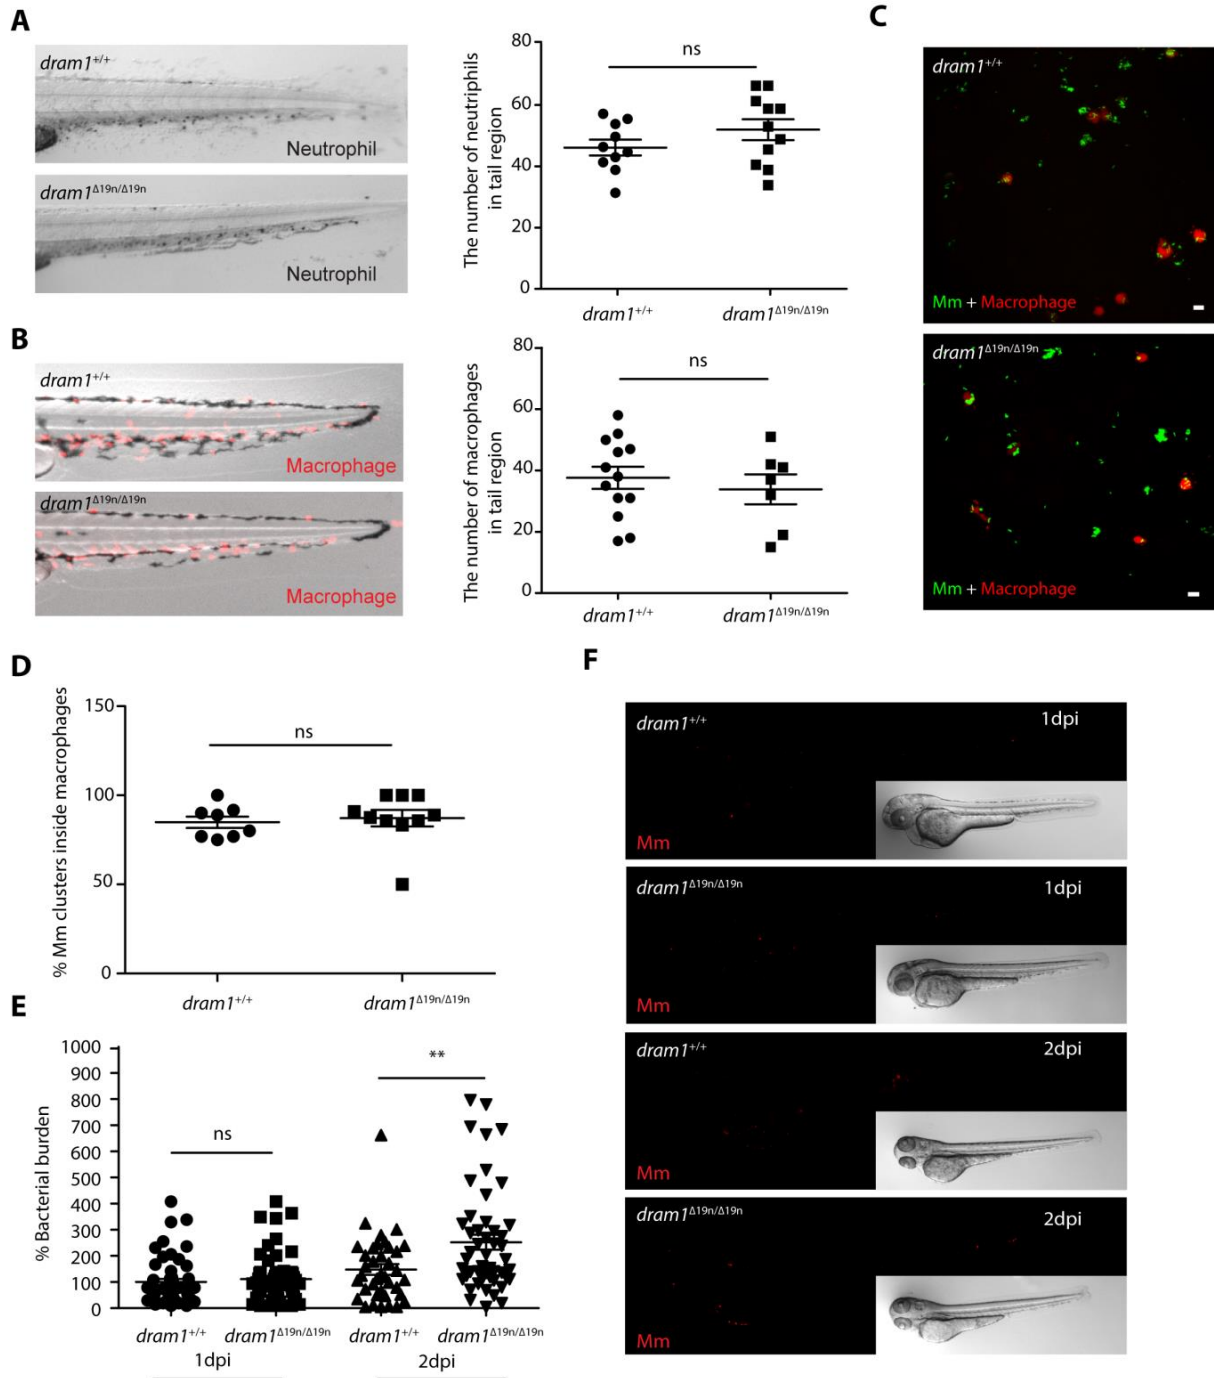 A
dram1+/+
Neutrophil
dram1Δ19n/Δ19n
Neutrophil
The number of neutriphils
in tail region
80
60
40
20
0
ns
dram1+/+
dram1Δ19n/Δ19n
B
dram1+/+
Macrophage
dram1Δ19n/Δ19n
Macrophage
The number of macrophages
in tail region
80
60
40
20
0
ns
dram1+/+
dram1Δ19n/Δ19n
C
dram1+/+
Mm + Macrophage
dram1Δ19n/Δ19n
Mm + Macrophage
D
% Mm clusters inside macrophages
150
100
50
0
ns
dram1+/+
dram1Δ19n/Δ19n
E
% Bacterial burden
1000
900
800
700
600
500
400
300
200
100
0
ns
**
dram1+/+
dram1Δ19n/Δ19n
dram1+/+
dram1Δ19n/Δ19n
1dpi
2dpi
F
dram1+/+
1dpi
Mm
dram1Δ19n/Δ19n
1dpi
Mm
dram1+/+
2dpi
Mm
dram1Δ19n/Δ19n
2dpi
Mm